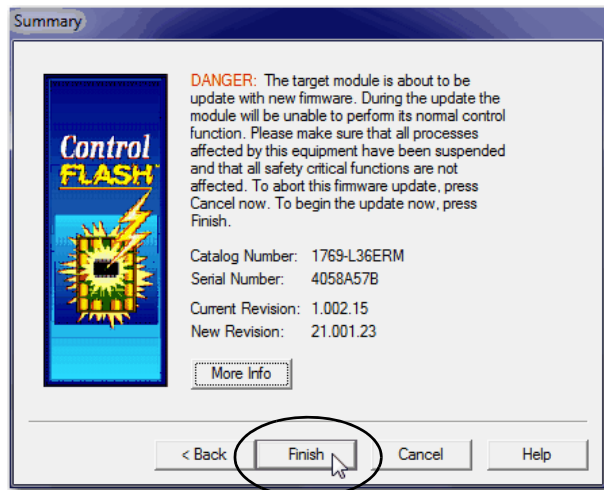 Summary
Control
FLASH
DANGER: The target module is about to be
update with new firmware. During the update the
module will be unable to perform its normal control
function. Please make sure that all processes
affected by this equipment have been suspended
and that all safety critical functions are not
affected. To abort this firmware update, press
Cancel now. To begin the update now, press
Finish.
Catalog Number: 1769-L36ERM
Serial Number: 4058A57B
Current Revision: 1.002.15
New Revision: 21.001.23
More Info
< Back Finish Cancel Help